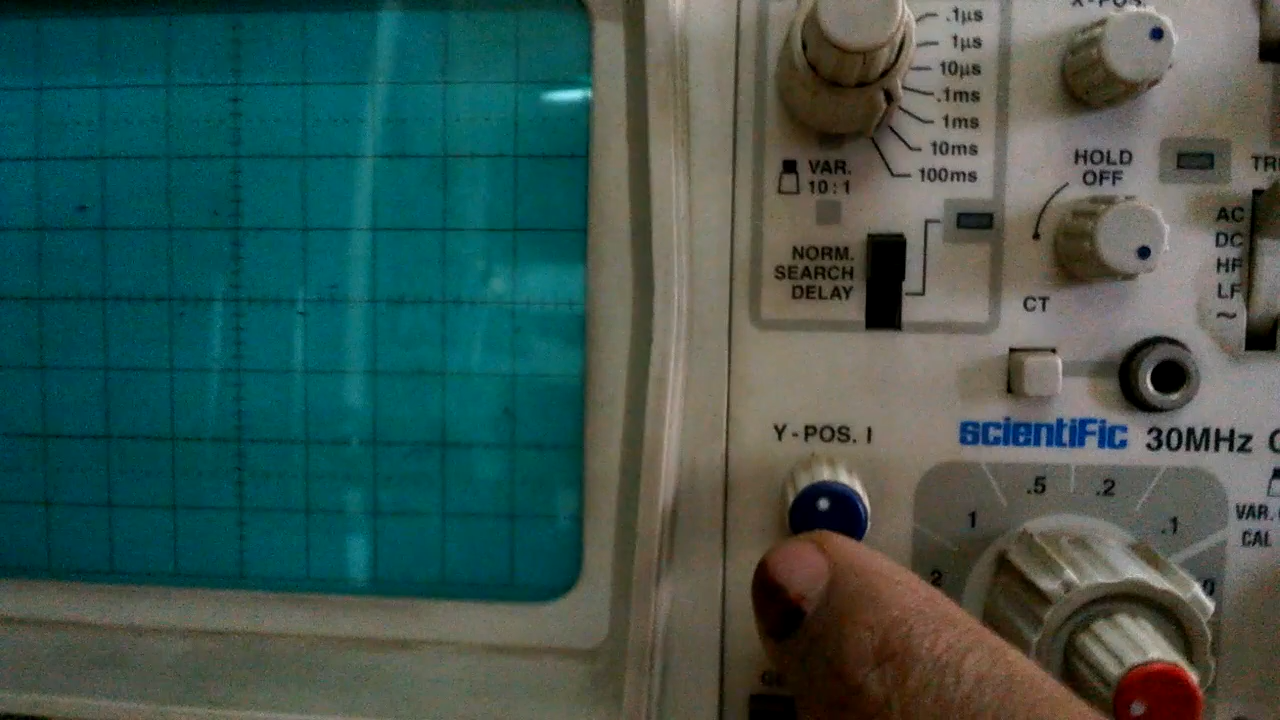 .1µs
1µs
10µs
.1ms
1ms
10ms
100ms
X-POS.
VAR.
10:1
HOLD
OFF
NORM.
SEARCH
DELAY
AC
DC
HF
LF
~
CT
Y-POS. I
scientific 30MHz
.5
.2
1
.1
2
VAR.
CAL